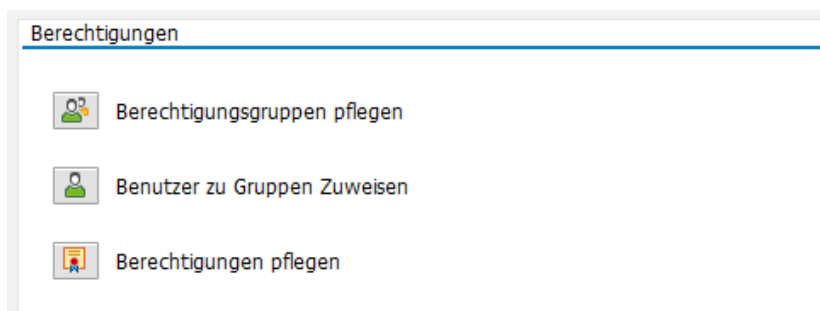 Berechtigungen
Berechtigungsgruppen pflegen
Benutzer zu Gruppen Zuweisen
Berechtigungen pflegen